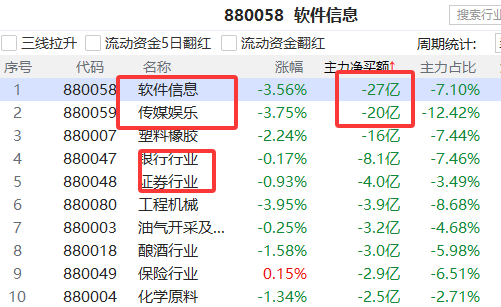 880058 软件信息
搜索行业
三线拉升 流动资金5日翻红 流动资金翻红 周期统计:
序号 代码 名称 涨幅 主力净买额↑ 主力占比
1 880058 软件信息 -3.56% -27亿 -7.10%
2 880059 传媒娱乐 -3.75% -20亿 -12.42%
3 880007 塑料橡胶 -2.24% -16亿 -7.44%
4 880047 银行行业 -0.17% -8.1亿 -7.46%
5 880048 证券行业 -0.93% -4.0亿 -3.49%
6 880080 工程机械 -3.95% -3.9亿 -8.68%
7 880003 油气开采及... -0.25% -3.2亿 -4.68%
8 880018 酿酒行业 -1.58% -3.0亿 -5.98%
9 880049 保险行业 0.15% -2.9亿 -6.51%
10 880004 化学原料 -1.34% -2.5亿 -2.71%